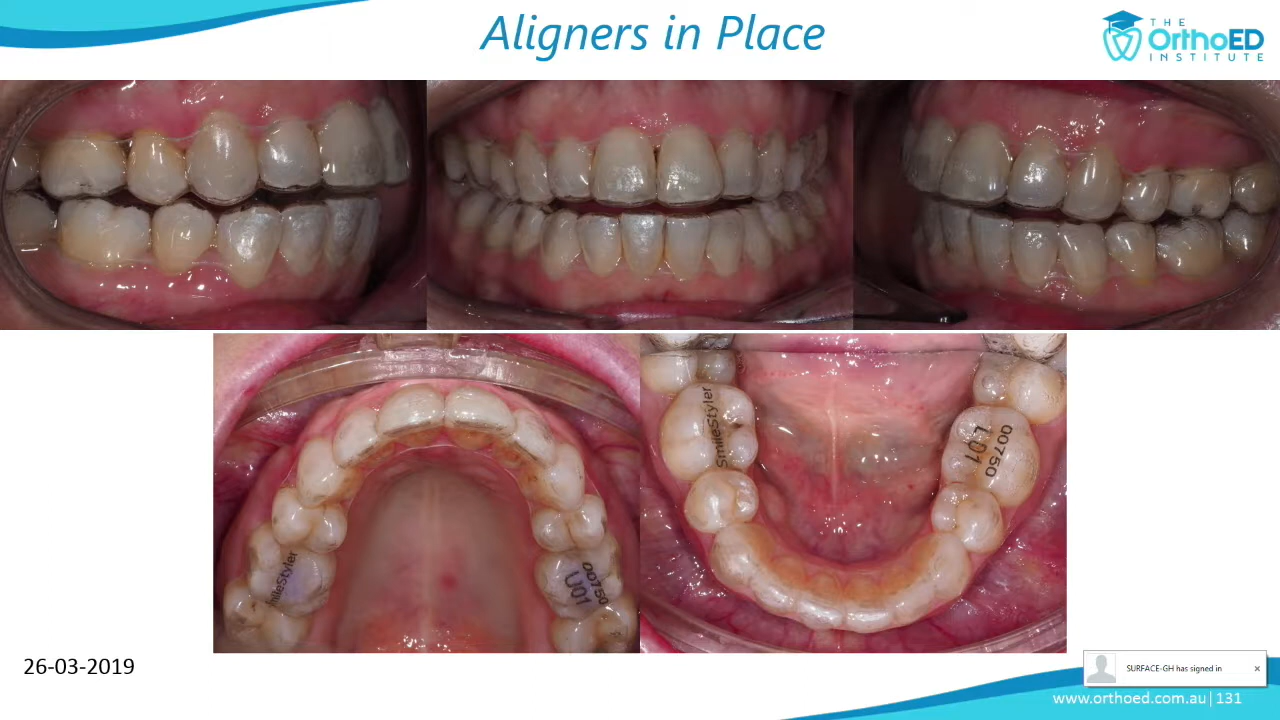 Aligners in Place
THE
OrthoED
INSTITUTE
SmileStyler
00750
L01
mileStyler
00750
U01
26-03-2019
SURFACE-GH has signed in
×
www.orthoed.com.au| 131